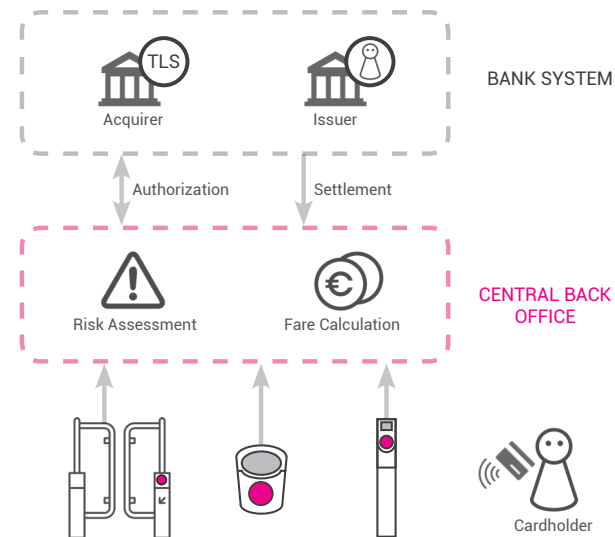 TLS
BANK SYSTEM
Acquirer
Issuer
Authorization
Settlement
€
Risk Assessment
Fare Calculation
CENTRAL BACK
OFFICE
Cardholder